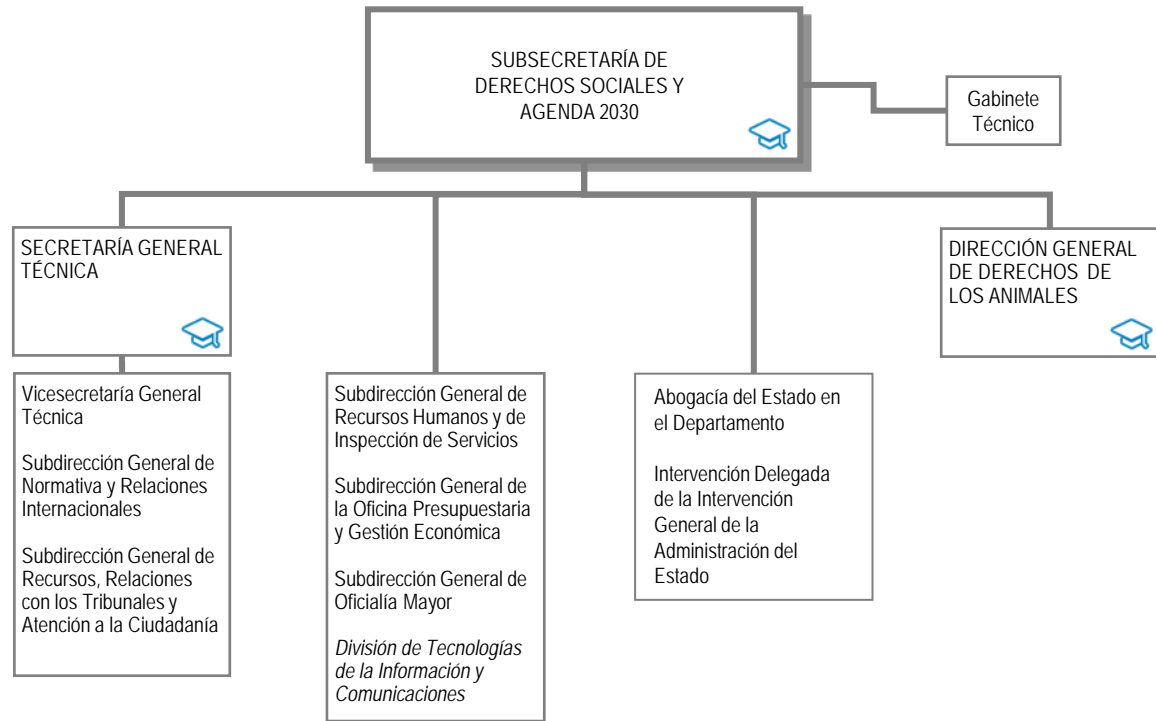 SUBSECRETARÍA DE
DERECHOS SOCIALES Y
AGENDA 2030
Gabinete
Técnico
SECRETARÍA GENERAL
TÉCNICA
DIRECCIÓN GENERAL
DE DERECHOS DE
LOS ANIMALES
Vicesecretaría General
Técnica
Subdirección General de
Normativa y Relaciones
Internacionales
Subdirección General de
Recursos, Relaciones
con los Tribunales y
Atención a la Ciudadanía
Subdirección General de
Recursos Humanos y de
Inspección de Servicios
Subdirección General de
la Oficina Presupuestaria
y Gestión Económica
Subdirección General de
Oficialía Mayor
División de Tecnologías
de la Información y
Comunicaciones
Abogacía del Estado en
el Departamento
Intervención Delegada
de la Intervención
General de la
Administración del
Estado